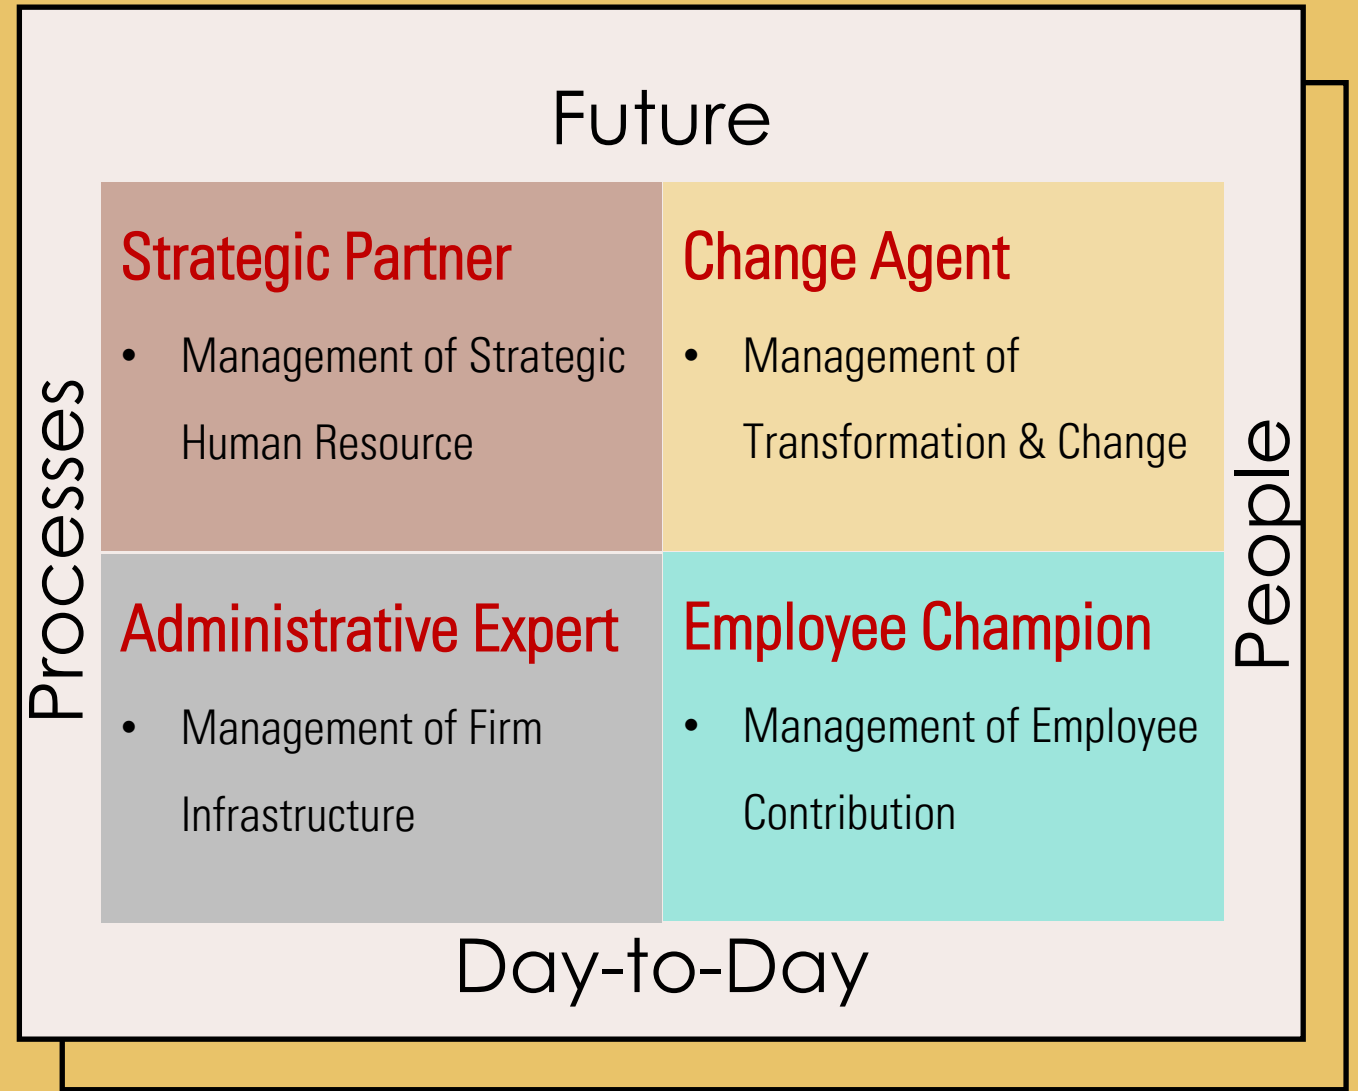 Future
Strategic Partner
• Management of Strategic
Human Resource
Change Agent
• Management of
Transformation & Change
Processes
People
Administrative Expert
• Management of Firm
Infrastructure
Employee Champion
• Management of Employee
Contribution
Day-to-Day